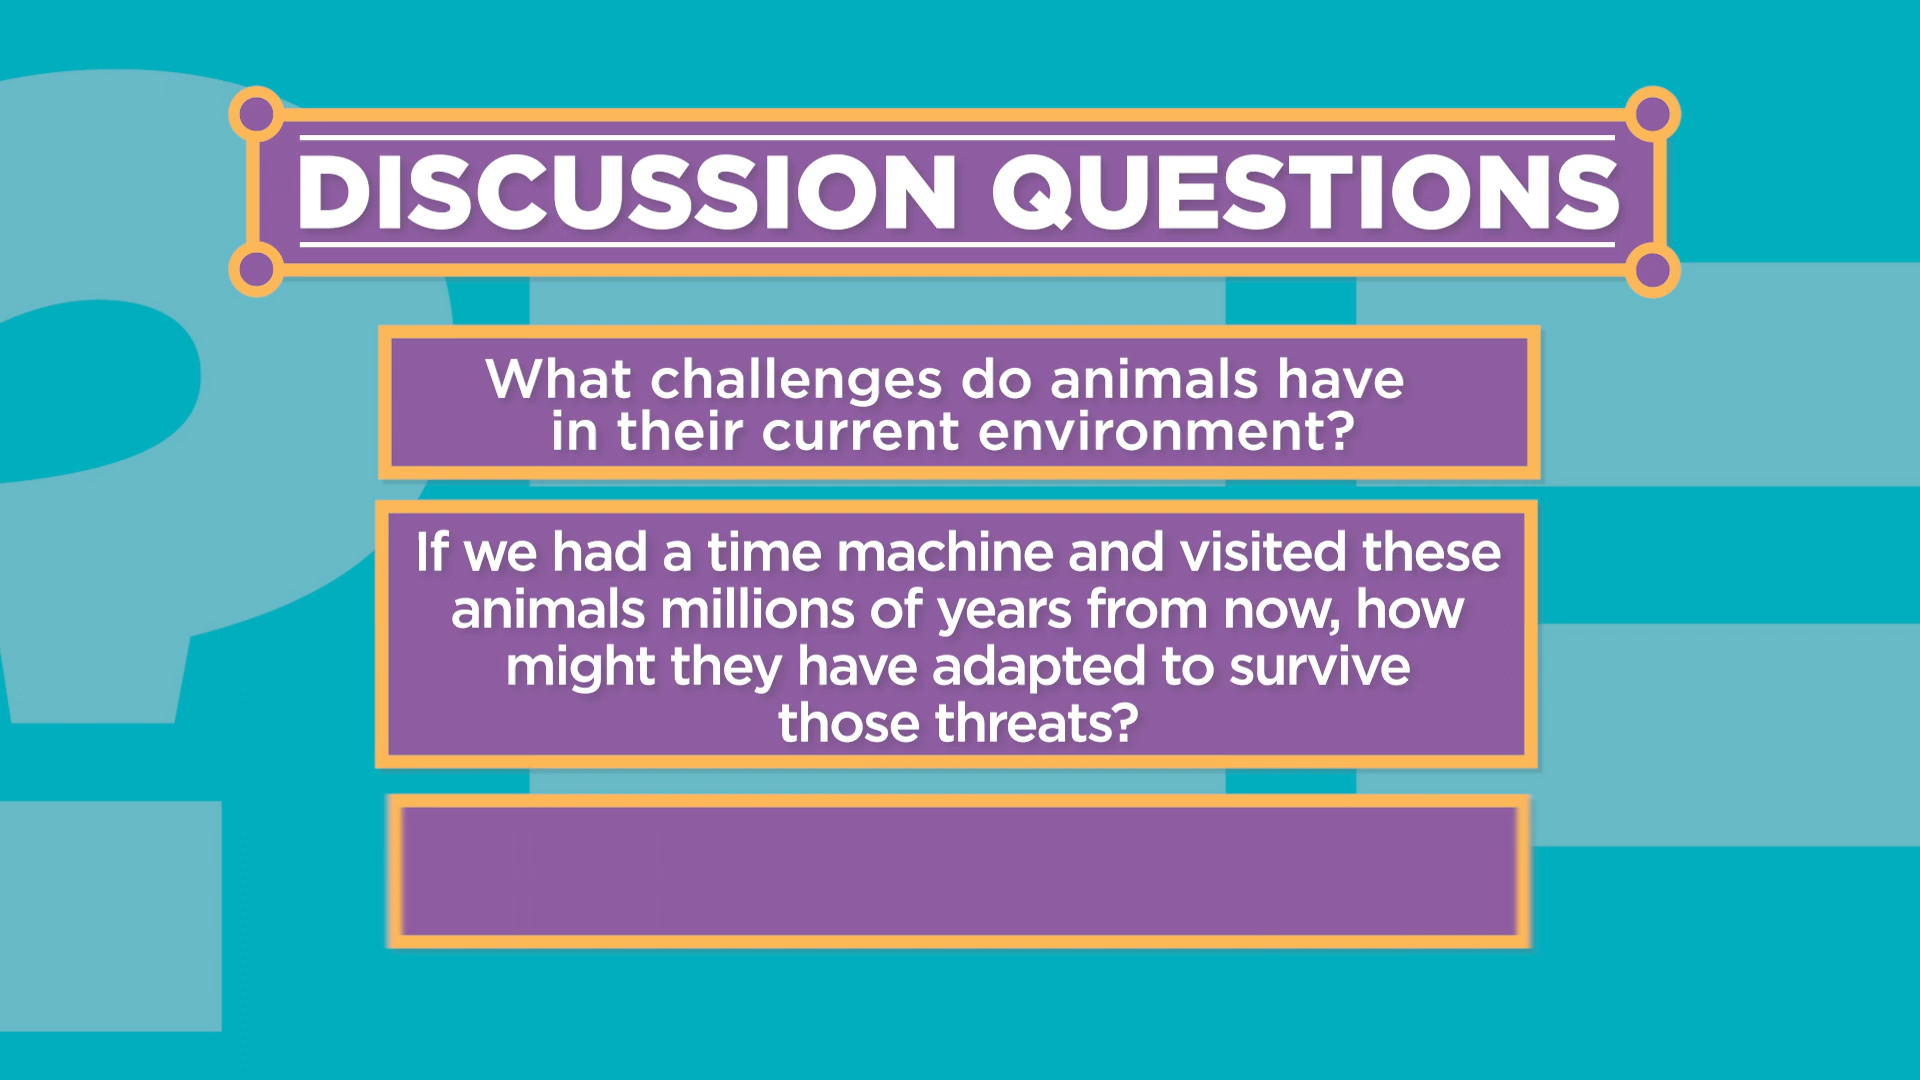 DISCUSSION QUESTIONS
What challenges do animals have
in their current environment?
If we had a time machine and visited these
animals millions of years from now, how
might they have adapted to survive
those threats?